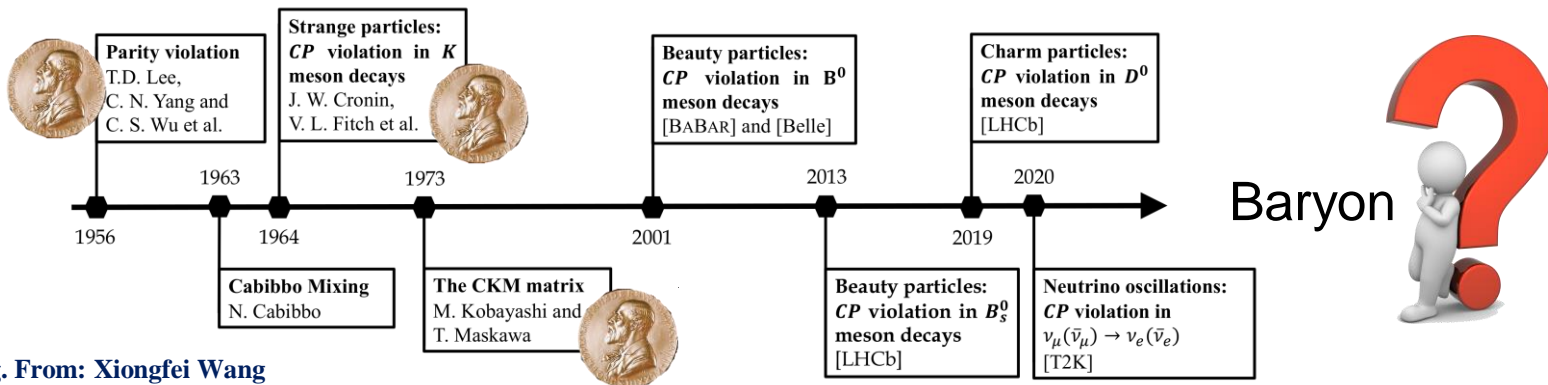 Parity violation
T.D. Lee,
C. N. Yang and
C. S. Wu et al.
Strange particles:
CP violation in K
meson decays
J. W. Cronin,
V. L. Fitch et al.
Beauty particles:
CP violation in B⁰
meson decays
[BABAR] and [Belle]
Charm particles:
CP violation in D⁰
meson decays
[LHCb]
1963
1973
2013
2020
Baryon
1956
1964
2001
2019
Cabibbo Mixing
N. Cabibbo
The CKM matrix
M. Kobayashi and
T. Maskawa
Beauty particles:
CP violation in B⁰ₛ
meson decays
[LHCb]
Neutrino oscillations:
CP violation in
νμ(ν̄μ) → νe(ν̄e)
[T2K]
. From: Xiongfei Wang